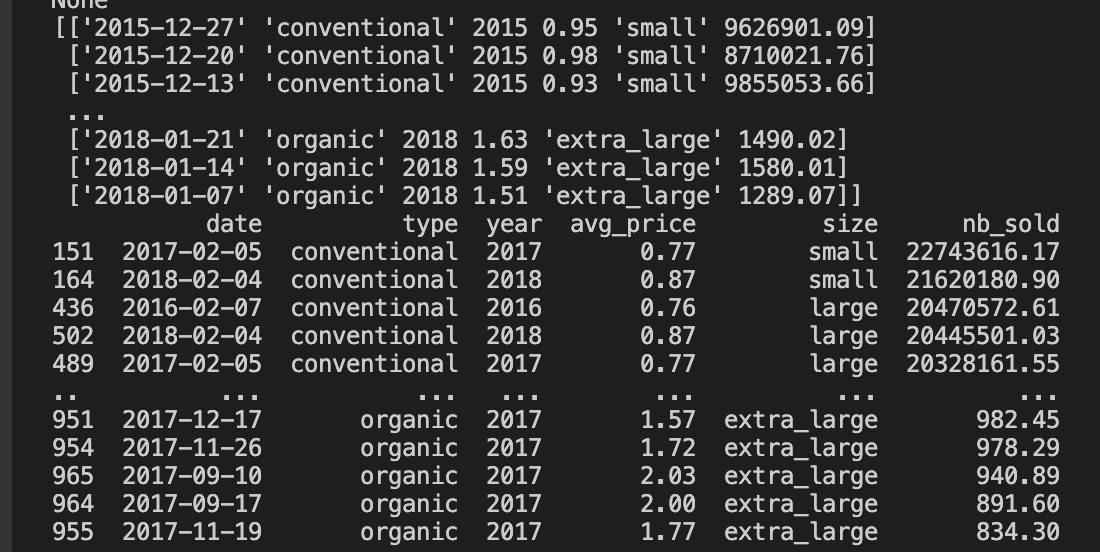 None
[['2015-12-27' 'conventional' 2015 0.95 'small' 9626901.09]
['2015-12-20' 'conventional' 2015 0.98 'small' 8710021.76]
['2015-12-13' 'conventional' 2015 0.93 'small' 9855053.66]
...
['2018-01-21' 'organic' 2018 1.63 'extra_large' 1490.02]
['2018-01-14' 'organic' 2018 1.59 'extra_large' 1580.01]
['2018-01-07' 'organic' 2018 1.51 'extra_large' 1289.07]]
date type year avg_price size nb_sold
151 2017-02-05 conventional 2017 0.77 small 22743616.17
164 2018-02-04 conventional 2018 0.87 small 21620180.90
436 2016-02-07 conventional 2016 0.76 large 20470572.61
502 2018-02-04 conventional 2018 0.87 large 20445501.03
489 2017-02-05 conventional 2017 0.77 large 20328161.55
.. ... ... ... ... ... ...
951 2017-12-17 organic 2017 1.57 extra_large 982.45
954 2017-11-26 organic 2017 1.72 extra_large 978.29
965 2017-09-10 organic 2017 2.03 extra_large 940.89
964 2017-09-17 organic 2017 2.00 extra_large 891.60
955 2017-11-19 organic 2017 1.77 extra_large 834.30